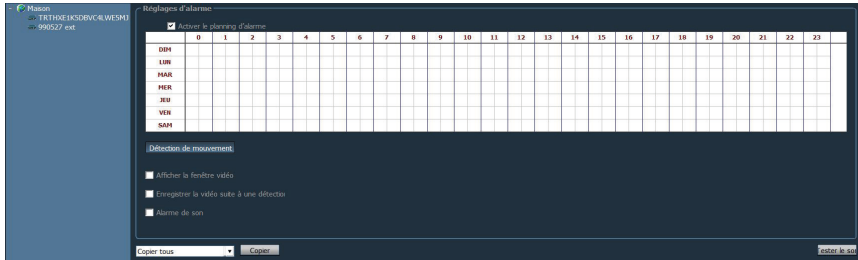 Maison
TRTHXE1KSDBVC4LWE5MJ
990527 ext
Réglages d'alarme
Activer le planning d'alarme
0 1 2 3 4 5 6 7 8 9 10 11 12 13 14 15 16 17 18 19 20 21 22 23
DIM
LUN
MAR
MER
JEU
VEN
SAM
Détection de mouvement
Afficher la fenêtre vidéo
Enregistrer la vidéo suite à une détectio
Alarme de son
Copier tous Copier Tester le son